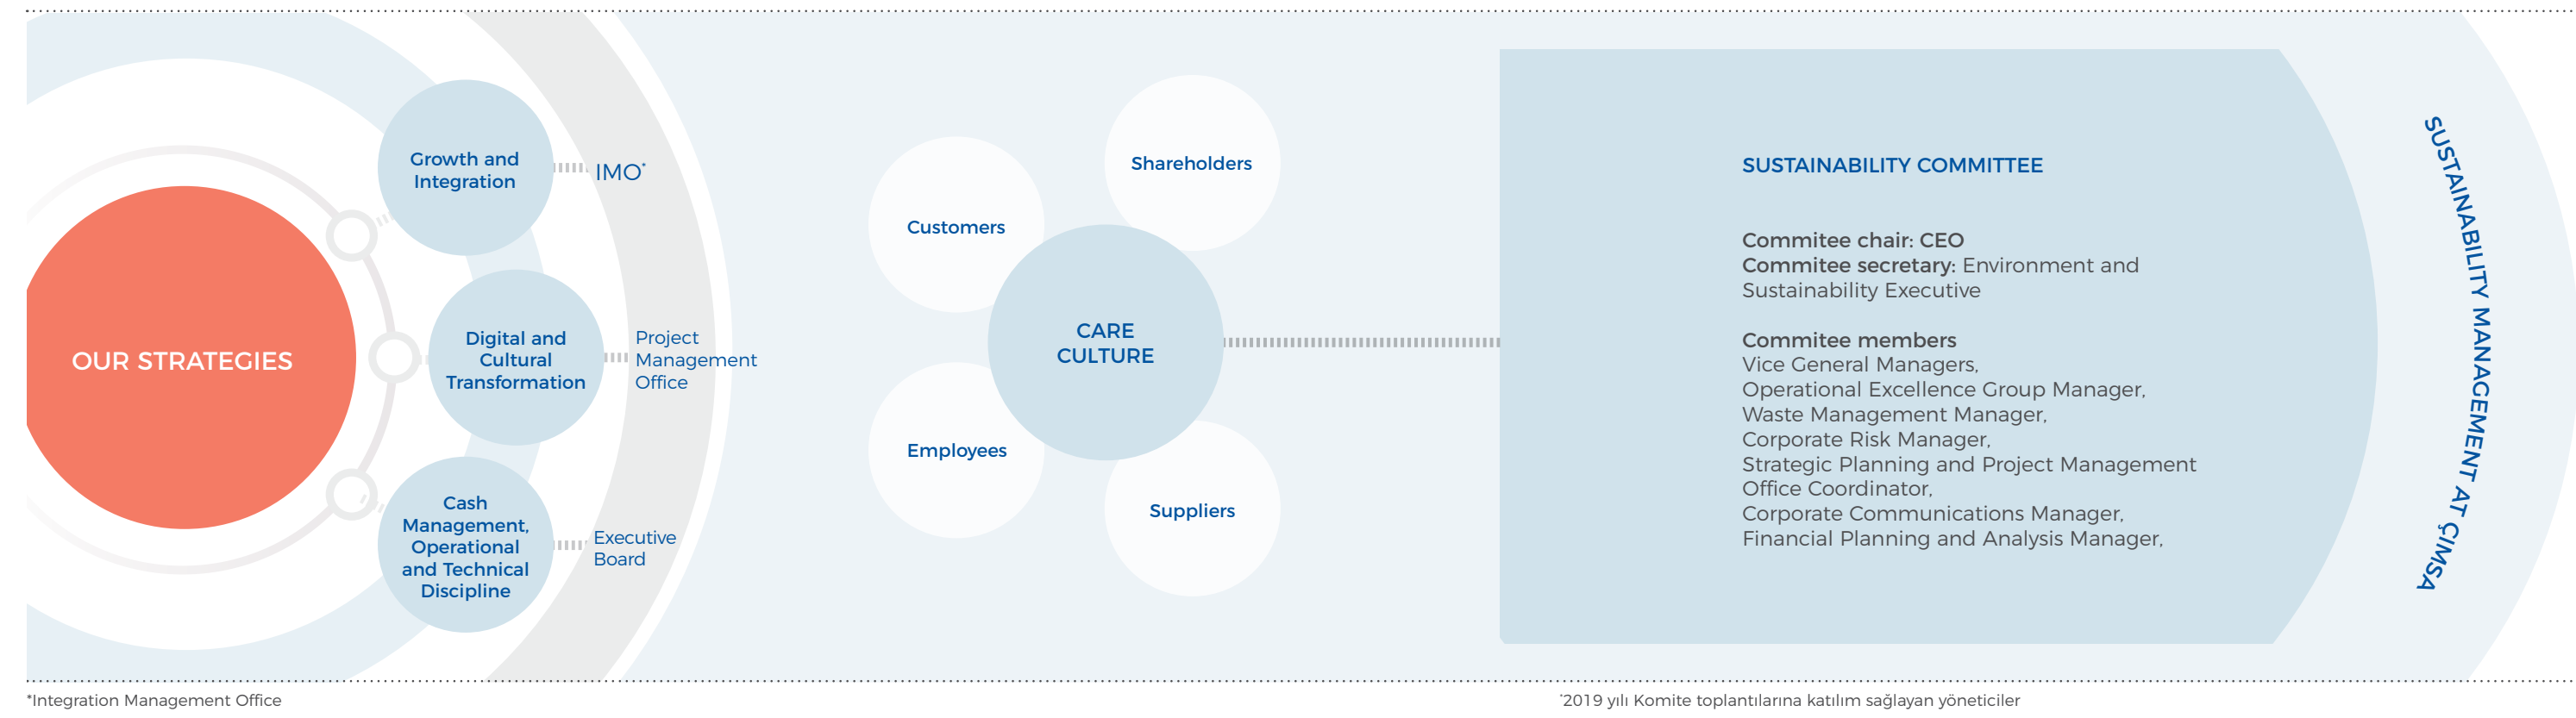 OUR STRATEGIES
Growth and
Integration
IMO*
Digital and
Cultural
Transformation
Project
Management
Office
Cash
Management,
Operational
and Technical
Discipline
Executive
Board
Customers
Shareholders
CARE
CULTURE
Employees
Suppliers
SUSTAINABILITY COMMITTEE
Commitee chair: CEO
Commitee secretary: Environment and
Sustainability Executive
Commitee members
Vice General Managers,
Operational Excellence Group Manager,
Waste Management Manager,
Corporate Risk Manager,
Strategic Planning and Project Management
Office Coordinator,
Corporate Communications Manager,
Financial Planning and Analysis Manager,
SUSTAINABILITY MANAGEMENT AT ÇIMSA
*Integration Management Office
*2019 yılı Komite toplantılarına katılım sağlayan yöneticiler